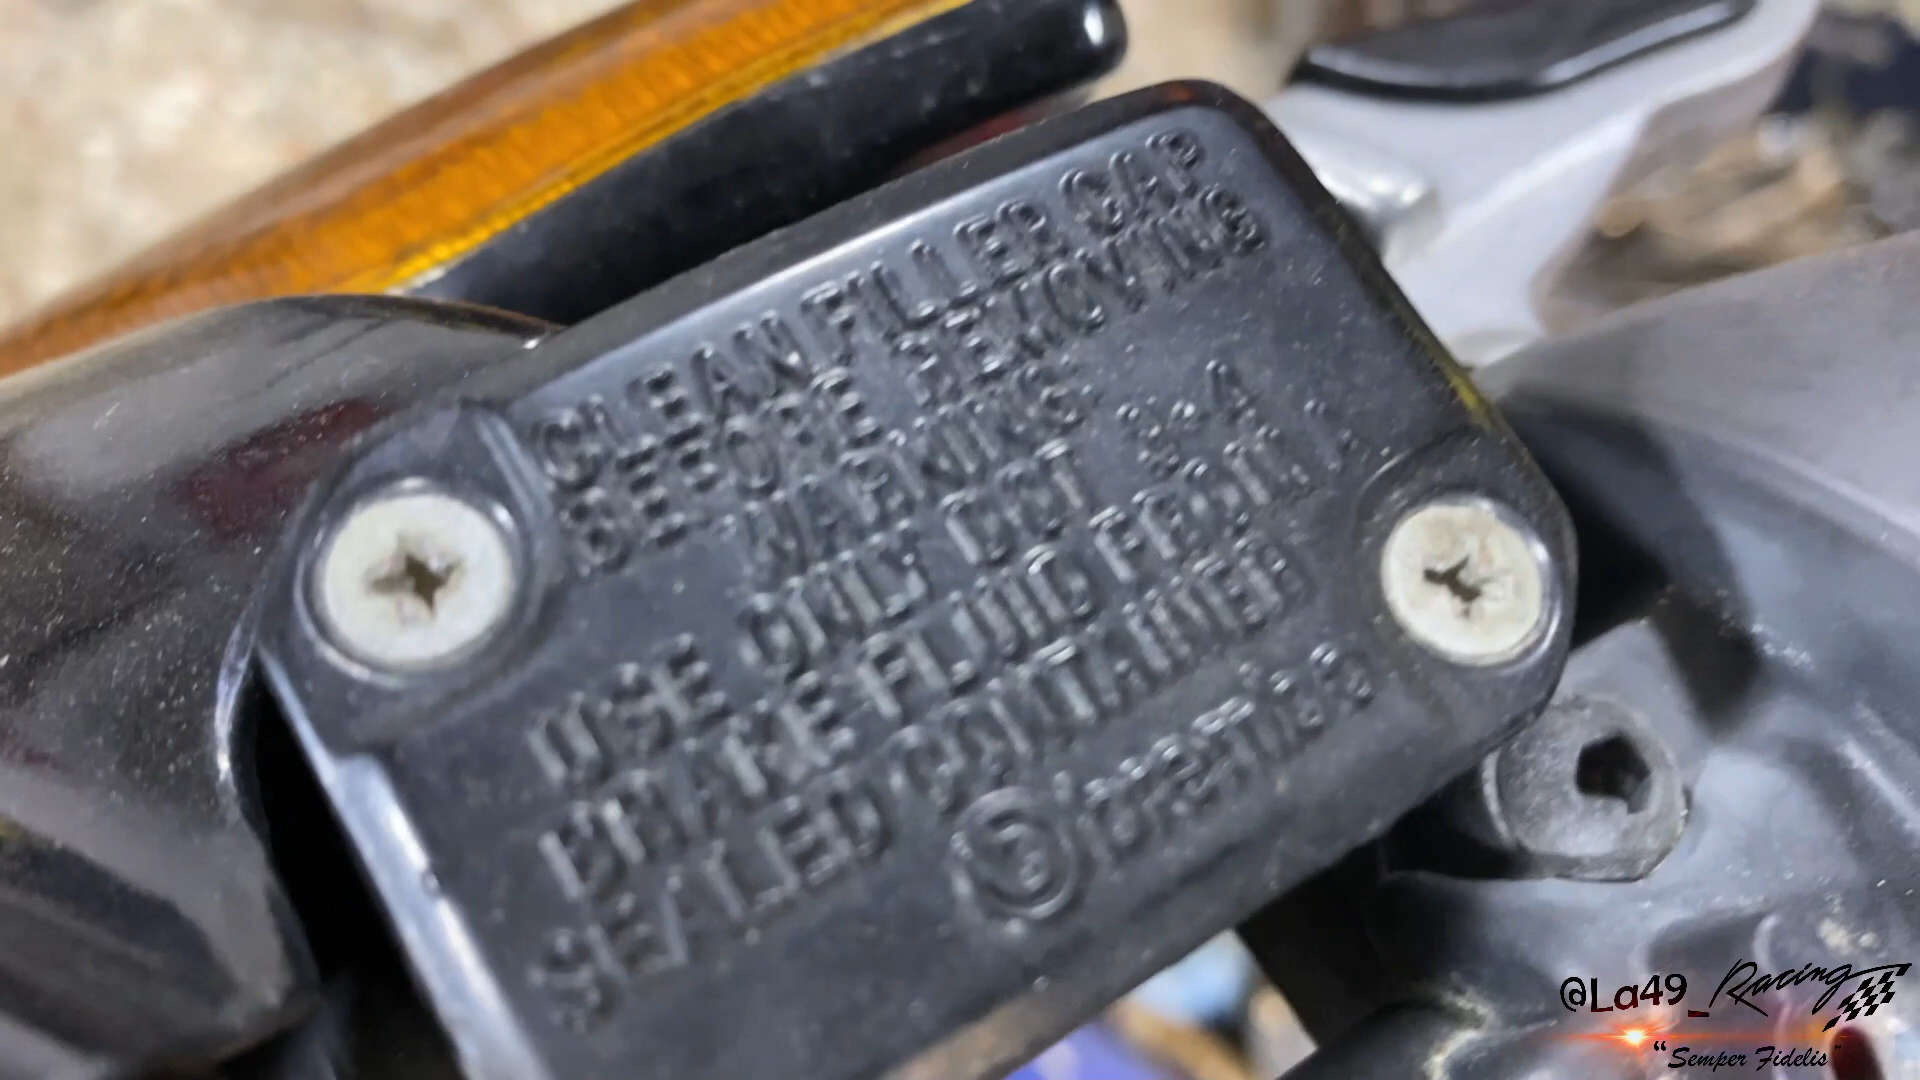 CLEAN FILLER CAP
BEFORE REMOVING
WARNING:
USE ONLY DOT 3-4
BRAKE FLUID FROM A
SEALED CONTAINER
@La49_Racing
"Semper Fidelis"